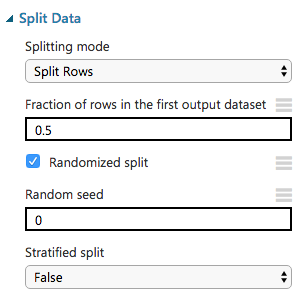 Split Data
Splitting mode
Split Rows
Fraction of rows in the first output dataset
0.5
Randomized split
Random seed
0
Stratified split
False